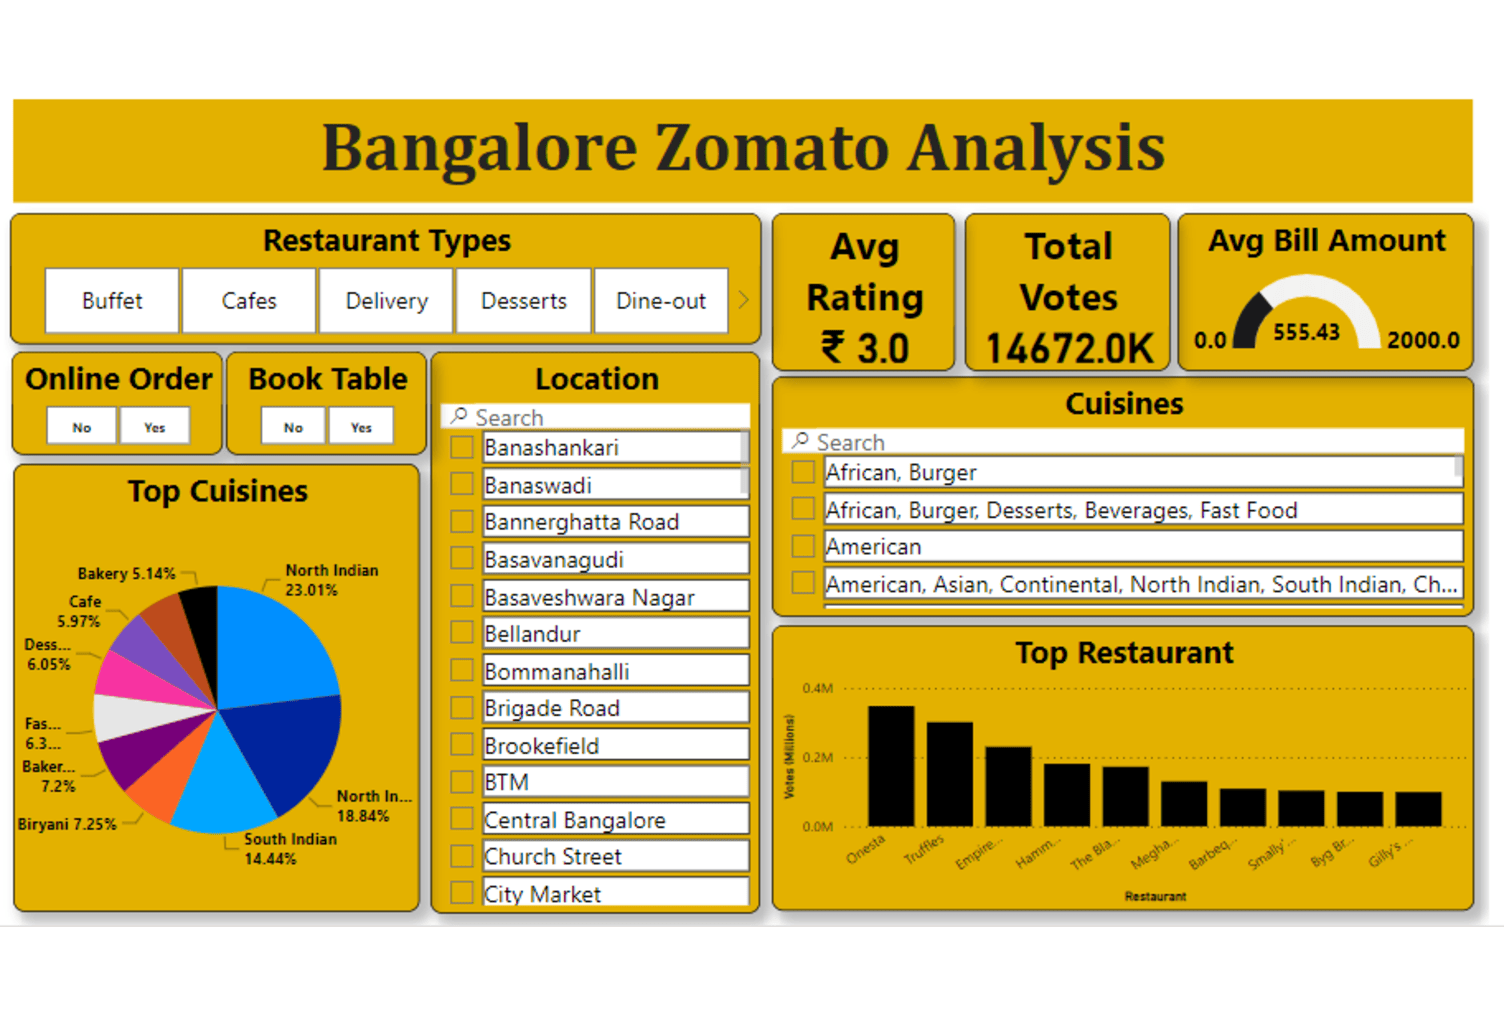 Bangalore Zomato Analysis
Restaurant Types
Buffet
Cafes
Delivery
Desserts
Dine-out
Avg
Rating
₹ 3.0
Total
Votes
14672.0K
Avg Bill Amount
0.0
555.43
2000.0
Online Order
No
Yes
Book Table
No
Yes
Location
Search
Banashankari
Banaswadi
Bannerghatta Road
Basavanagudi
Basaveshwara Nagar
Bellandur
Bommanahalli
Brigade Road
Brookefield
BTM
Central Bangalore
Church Street
City Market
Cuisines
Search
African, Burger
African, Burger, Desserts, Beverages, Fast Food
American
American, Asian, Continental, North Indian, South Indian, Ch...
Top Cuisines
North Indian
23.01%
North In...
18.84%
South Indian
14.44%
Biryani 7.25%
Baker...
7.2%
Fas...
6.3...
Dess...
6.05%
Cafe
5.97%
Bakery 5.14%
Top Restaurant
Votes (Millions)
0.4M
0.2M
0.0M
Onesta
Truffles
Empire...
Hamm...
The Bla...
Megha...
Barbeq...
Smally'...
Byg Br...
Gilly's ...
Restaurant